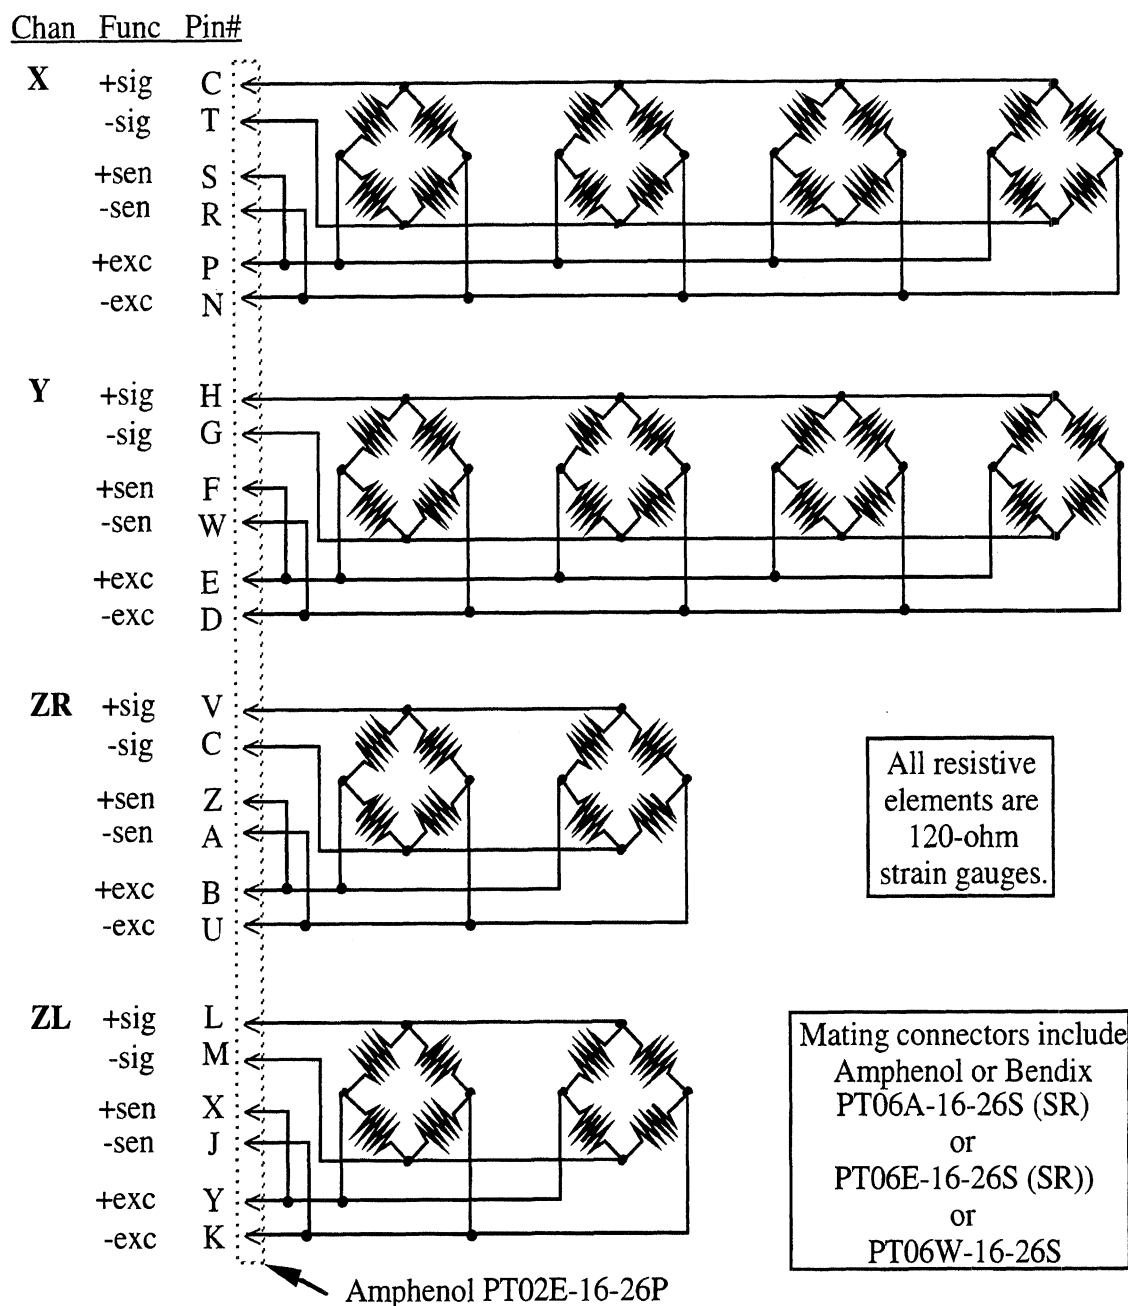 Chan Func Pin#
X +sig C
-sig T
+sen S
-sen R
+exc P
-exc N
Y +sig H
-sig G
+sen F
-sen W
+exc E
-exc D
ZR +sig V
-sig C
+sen Z
-sen A
+exc B
-exc U
All resistive
elements are
120-ohm
strain gauges.
ZL +sig L
-sig M
+sen X
-sen J
+exc Y
-exc K
Mating connectors include
Amphenol or Bendix
PT06A-16-26S (SR)
or
PT06E-16-26S (SR))
or
PT06W-16-26S
Amphenol PT02E-16-26P